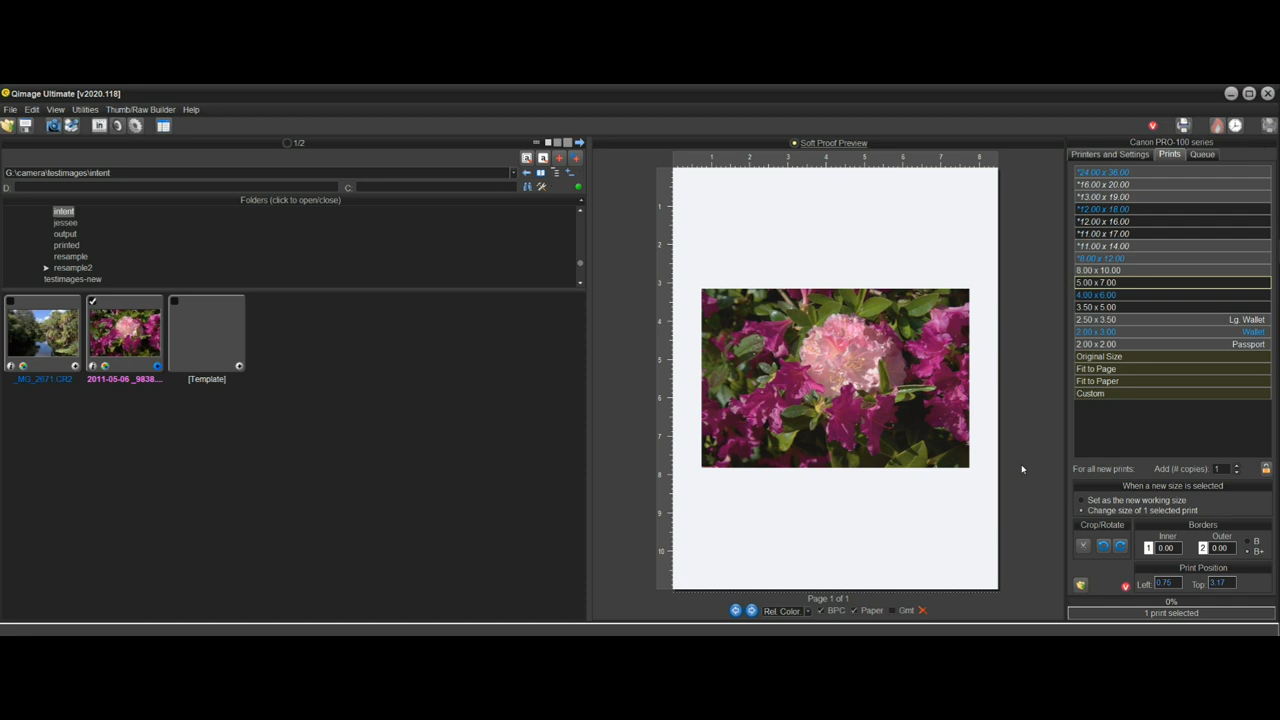 Qimage Ultimate [v2020.118]
File Edit View Utilities Thumb/Raw Builder Help
1/2
Soft Proof Preview
Canon PRO-100 series
Printers and Settings Prints Queue
G:\camera\testimages\intent
D: C:
Folders (click to open/close)
intent
jessee
output
printed
resample
resample2
testimages-new
_MG_2671.CR2 2011-05-06 _9838.... [Template]
1 2 3 4 5 6 7 8
1
2
3
4
5
6
7
8
9
10
Page 1 of 1
Rel. Color. BPC Paper Gmt
*24.00 x 36.00
*16.00 x 20.00
*13.00 x 19.00
*12.00 x 18.00
*12.00 x 16.00
*11.00 x 17.00
*11.00 x 14.00
*8.00 x 12.00
8.00 x 10.00
5.00 x 7.00
4.00 x 6.00
3.50 x 5.00
2.50 x 3.50 Lg. Wallet
2.00 x 3.00 Wallet
2.00 x 2.00 Passport
Original Size
Fit to Page
Fit to Paper
Custom
For all new prints: Add (# copies): 1
When a new size is selected
Set as the new working size
Change size of 1 selected print
Crop/Rotate Borders
Inner Outer
1 0.00 2 0.00 B
B+
Print Position
Left: 0.75 Top: 3.17
0%
1 print selected